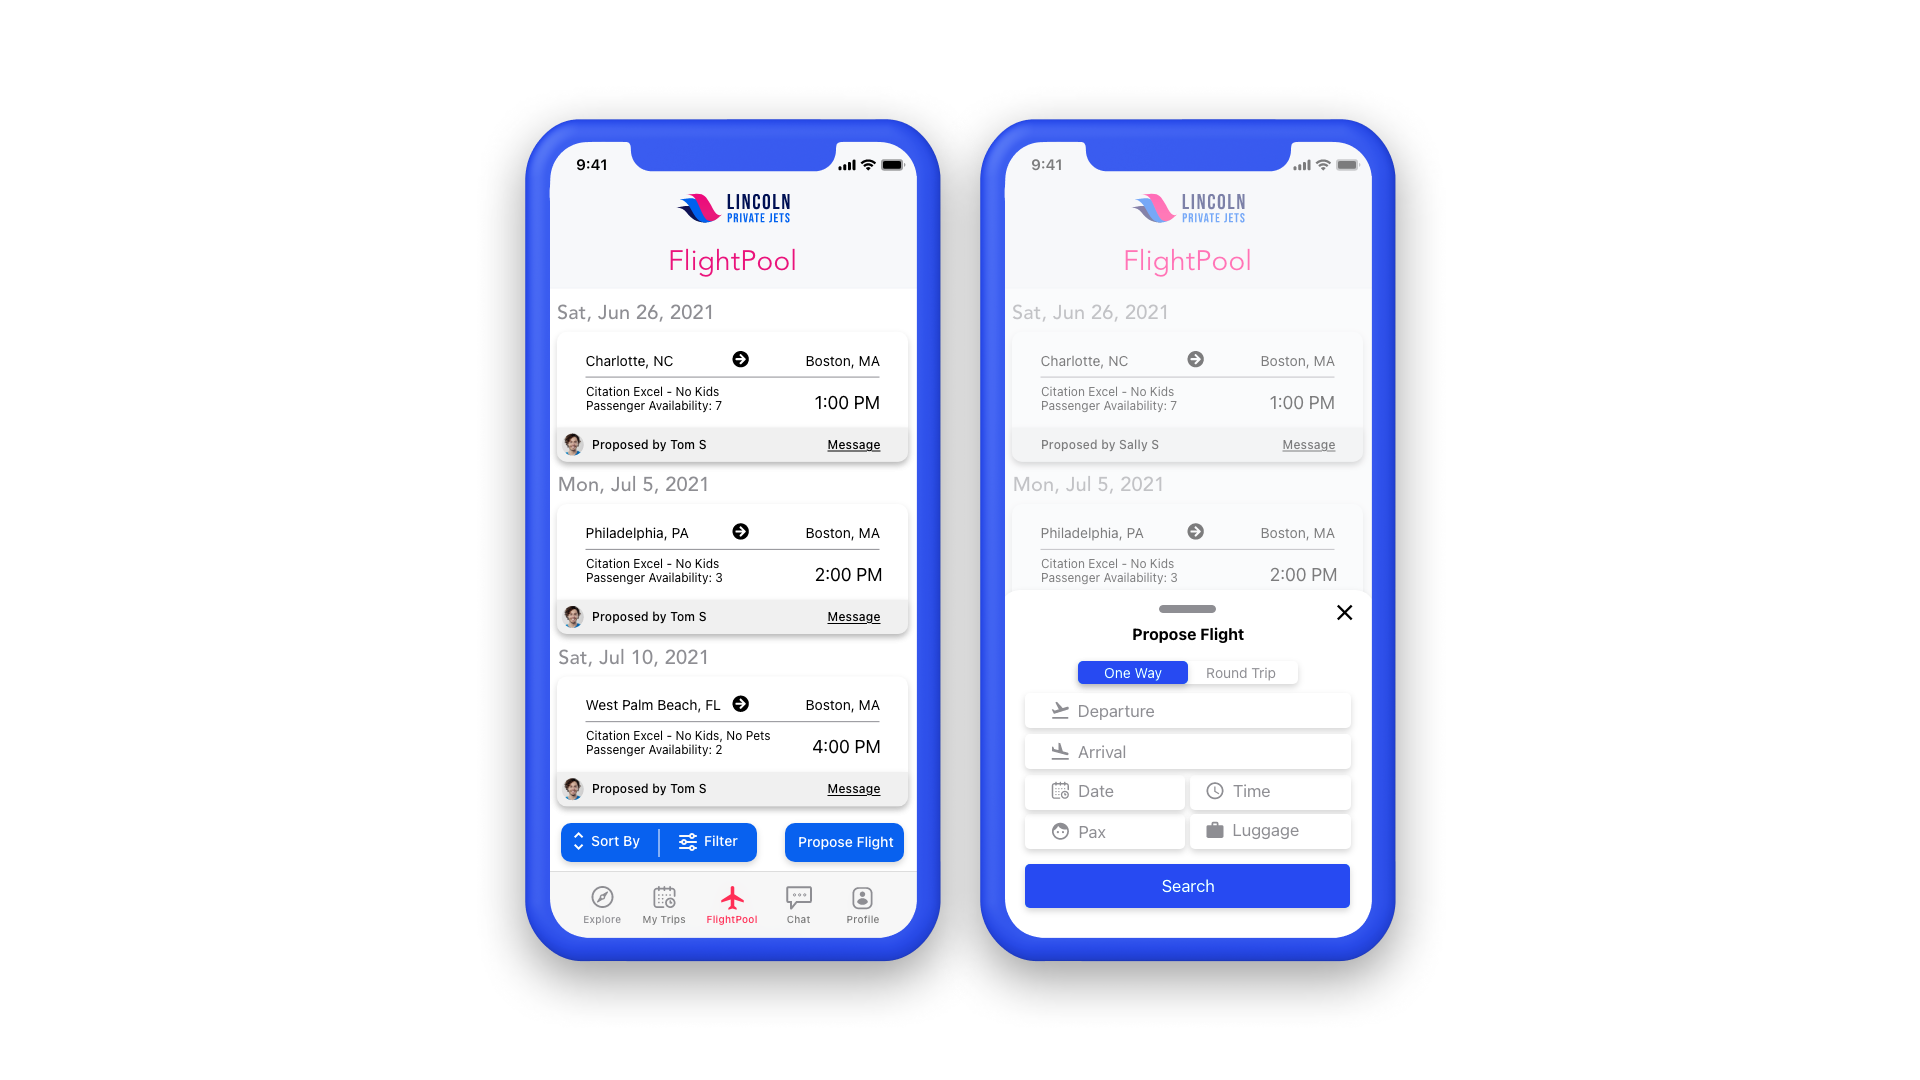 9:41
LINCOLN
PRIVATE JETS
FlightPool
Sat, Jun 26, 2021
Charlotte, NC Boston, MA
Citation Excel - No Kids
Passenger Availability: 7
1:00 PM
Proposed by Tom S Message
Mon, Jul 5, 2021
Philadelphia, PA Boston, MA
Citation Excel - No Kids
Passenger Availability: 3
2:00 PM
Proposed by Tom S Message
Sat, Jul 10, 2021
West Palm Beach, FL Boston, MA
Citation Excel - No Kids, No Pets
Passenger Availability: 2
4:00 PM
Proposed by Tom S Message
Sort By Filter Propose Flight
Explore My Trips FlightPool Chat Profile
9:41
LINCOLN
PRIVATE JETS
FlightPool
Sat, Jun 26, 2021
Charlotte, NC Boston, MA
Citation Excel - No Kids
Passenger Availability: 7
1:00 PM
Proposed by Sally S Message
Mon, Jul 5, 2021
Philadelphia, PA Boston, MA
Citation Excel - No Kids
Passenger Availability: 3
2:00 PM
Propose Flight
One Way Round Trip
Departure
Arrival
Date Time
Pax Luggage
Search